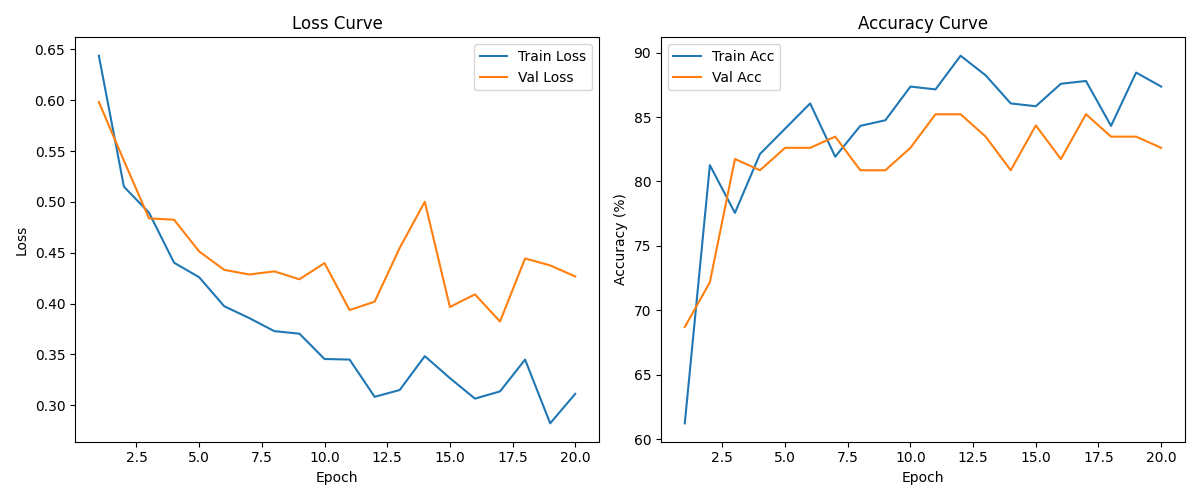 Loss Curve
Train Loss
Val Loss
0.65
0.60
0.55
0.50
0.45
0.40
0.35
0.30
Loss
2.5 5.0 7.5 10.0 12.5 15.0 17.5 20.0
Epoch
Accuracy Curve
Train Acc
Val Acc
90
85
80
75
70
65
60
Accuracy (%)
2.5 5.0 7.5 10.0 12.5 15.0 17.5 20.0
Epoch